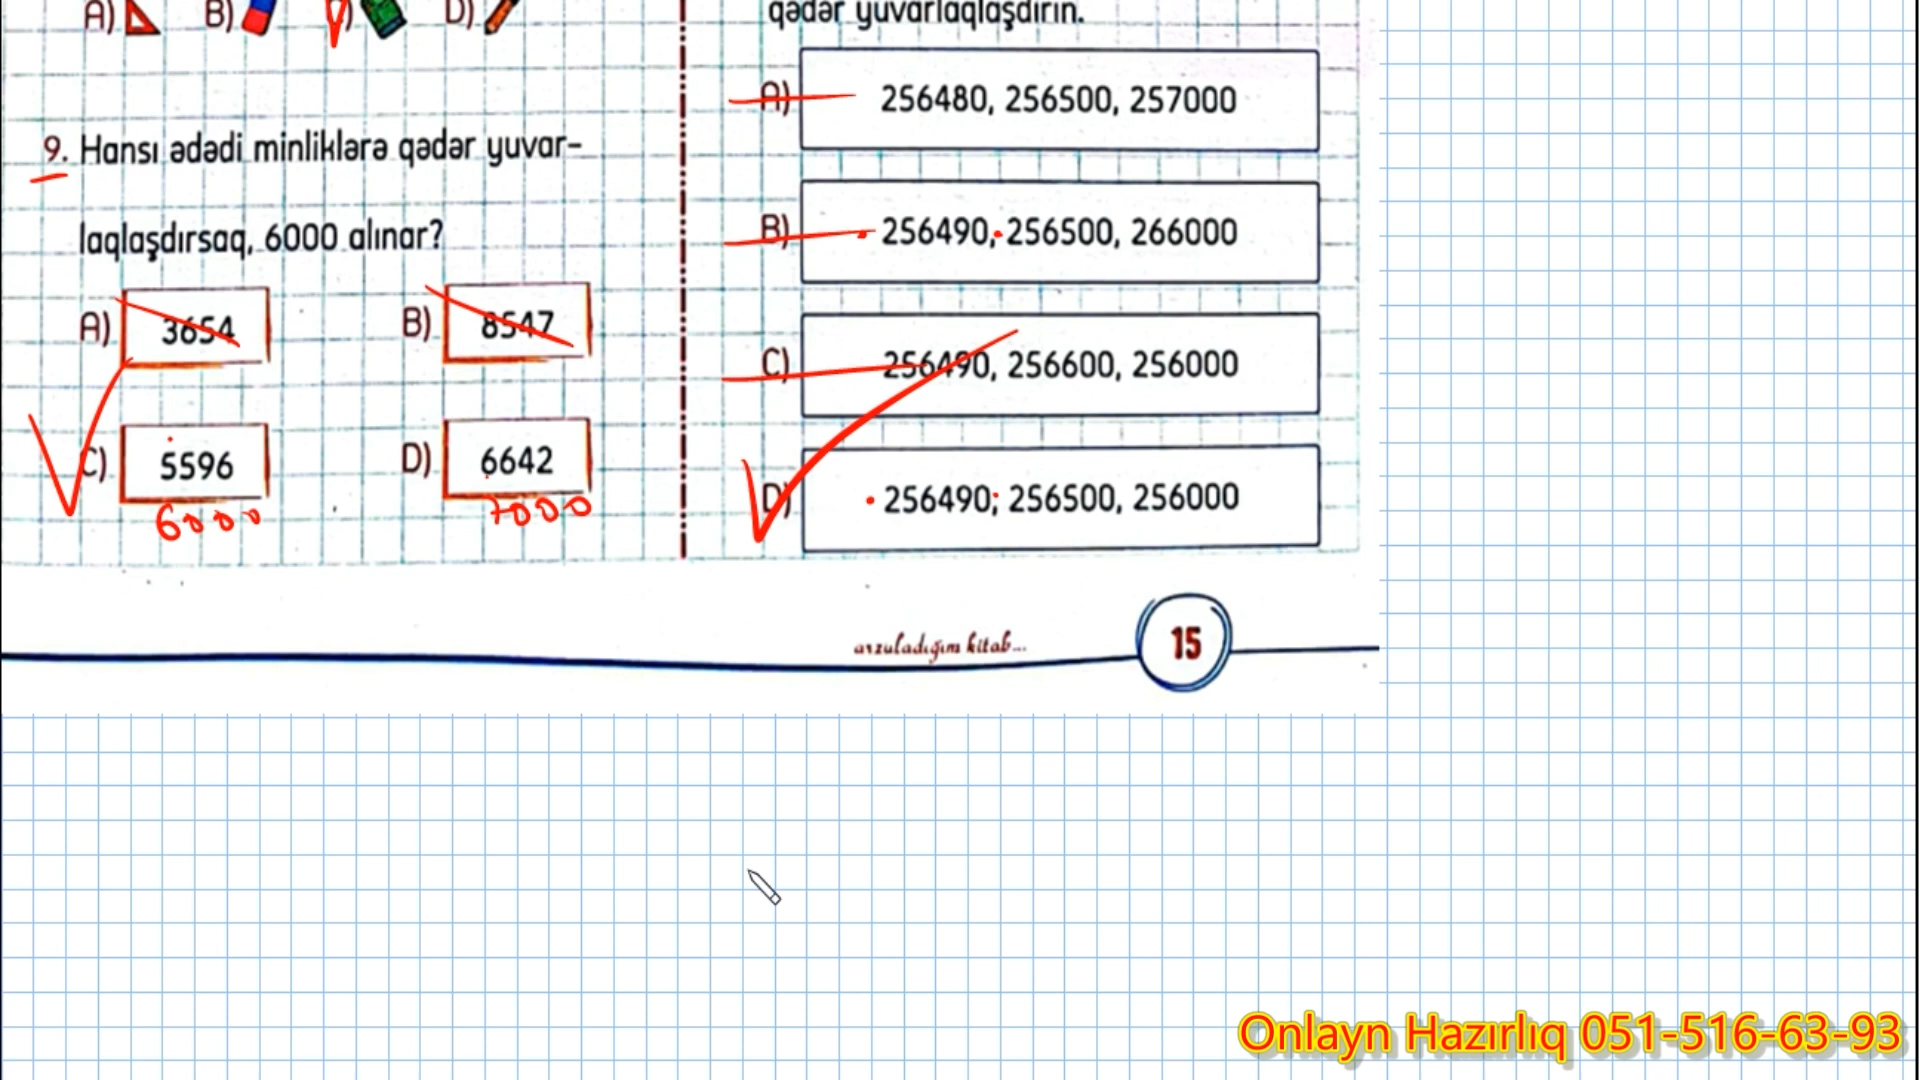 A) B) D)
9. Hansı ədədi minliklərə qədər yuvar-
laqlaşdırsaq, 6000 alınar?
A) 3654 B) 8547
C) 5596 D) 6642
6000 7000
qədər yuvarlaqlaşdırın.
A) 256480, 256500, 257000
B) 256490, 256500, 266000
C) 256490, 256600, 256000
D) 256490; 256500, 256000
arzuladığım kitab...
15
Onlayn Hazırlıq 051-516-63-93